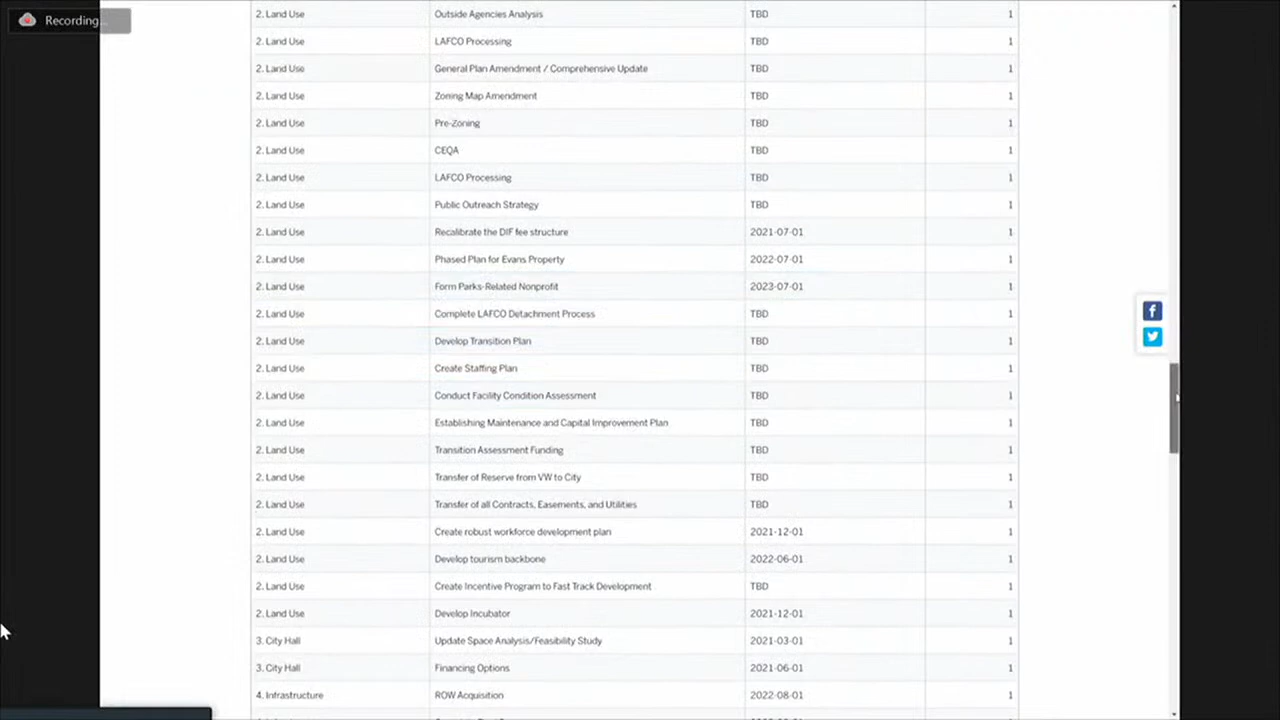 Recording...
2. Land Use Outside Agencies Analysis TBD 1
2. Land Use LAFCO Processing TBD 1
2. Land Use General Plan Amendment / Comprehensive Update TBD 1
2. Land Use Zoning Map Amendment TBD 1
2. Land Use Pre-Zoning TBD 1
2. Land Use CEQA TBD 1
2. Land Use LAFCO Processing TBD 1
2. Land Use Public Outreach Strategy TBD 1
2. Land Use Recalibrate the DIF fee structure 2021-07-01 1
2. Land Use Phased Plan for Evans Property 2022-07-01 1
2. Land Use Form Parks-Related Nonprofit 2023-07-01 1
2. Land Use Complete LAFCO Detachment Process TBD 1
2. Land Use Develop Transition Plan TBD 1
2. Land Use Create Staffing Plan TBD 1
2. Land Use Conduct Facility Condition Assessment TBD 1
2. Land Use Establishing Maintenance and Capital Improvement Plan TBD 1
2. Land Use Transition Assessment Funding TBD 1
2. Land Use Transfer of Reserve from VW to City TBD 1
2. Land Use Transfer of all Contracts, Easements, and Utilities TBD 1
2. Land Use Create robust workforce development plan 2021-12-01 1
2. Land Use Develop tourism backbone 2022-06-01 1
2. Land Use Create Incentive Program to Fast Track Development TBD 1
2. Land Use Develop Incubator 2021-12-01 1
3. City Hall Update Space Analysis/Feasibility Study 2021-03-01 1
3. City Hall Financing Options 2021-06-01 1
4. Infrastructure ROW Acquisition 2022-08-01 1